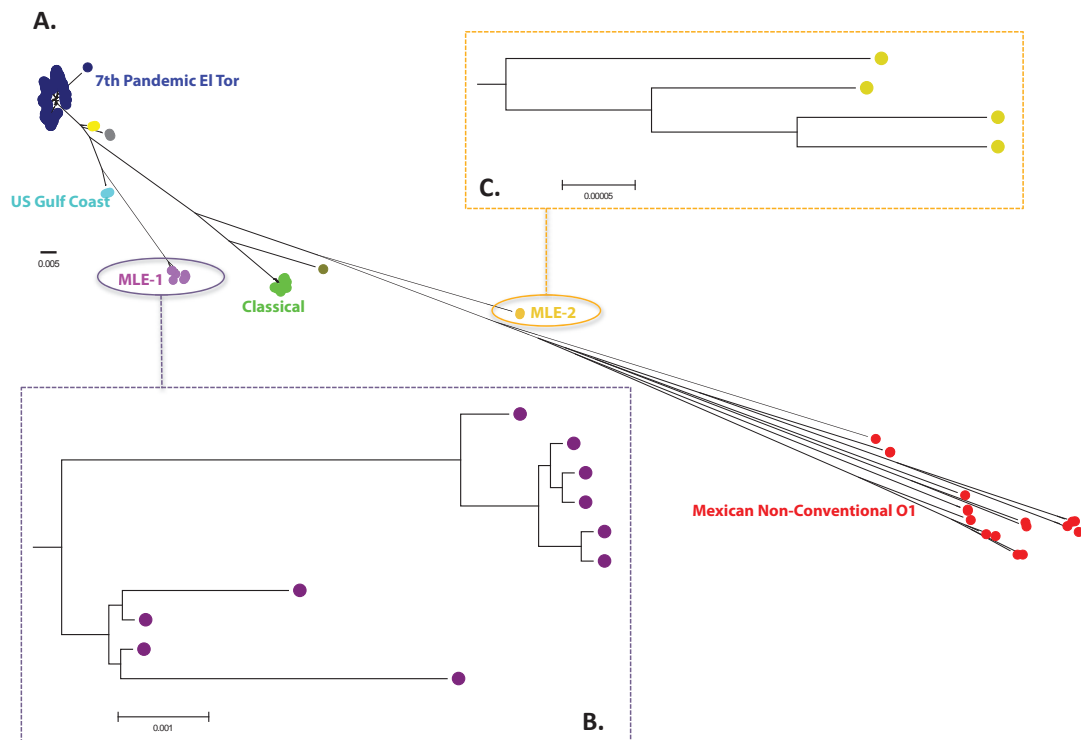 A.
7th Pandemic El Tor
US Gulf Coast
0.005
MLE-1
Classical
MLE-2
C.
0.00005
Mexican Non-Conventional O1
0.001
B.